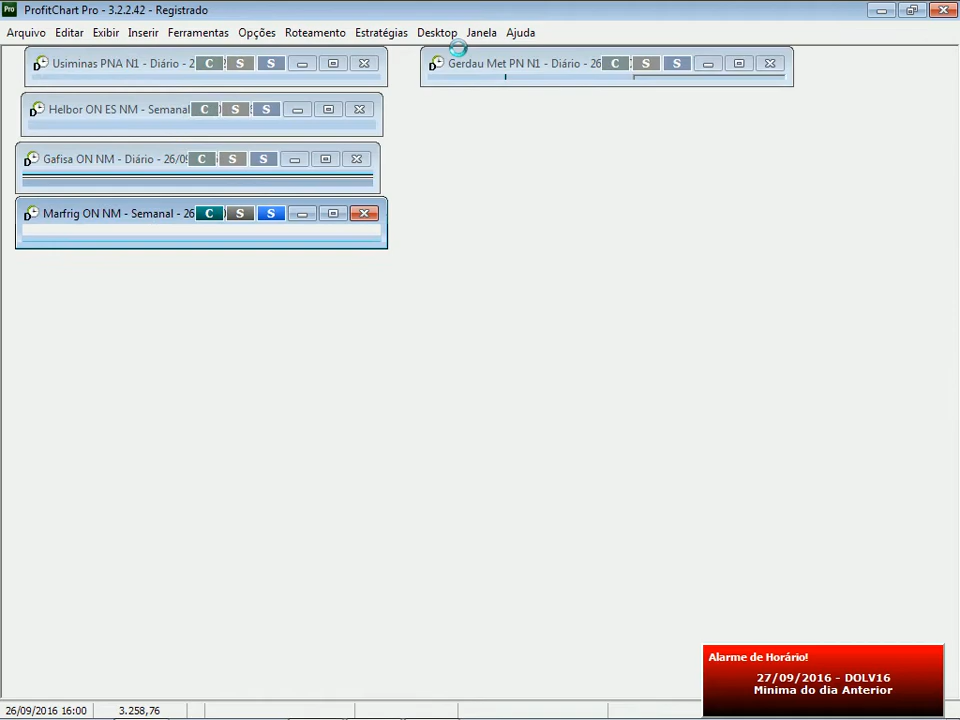 Pro ProfitChart Pro - 3.2.2.42 - Registrado
Arquivo Editar Exibir Inserir Ferramentas Opções Roteamento Estratégias Desktop Janela Ajuda
D Usiminas PNA N1 - Diário - 2 C S S
D Gerdau Met PN N1 - Diário - 26 C S S
D Helbor ON ES NM - Semanal C S S
D Gafisa ON NM - Diário - 26/09 C S S
D Marfrig ON NM - Semanal - 26 C S S
Alarme de Horário!
27/09/2016 - DOLV16
Minima do dia Anterior
26/09/2016 16:00 3.258,76